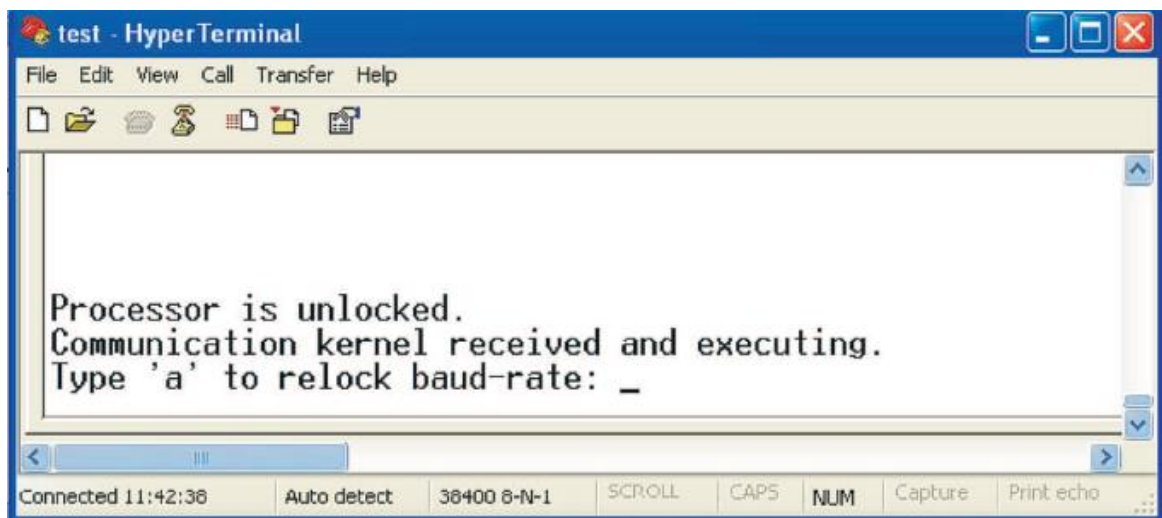 test - HyperTerminal
File Edit View Call Transfer Help
Processor is unlocked.
Communication kernel received and executing.
Type 'a' to relock baud-rate: _
Connected 11:42:38 Auto detect 38400 8-N-1 SCROLL CAPS NUM Capture Print echo